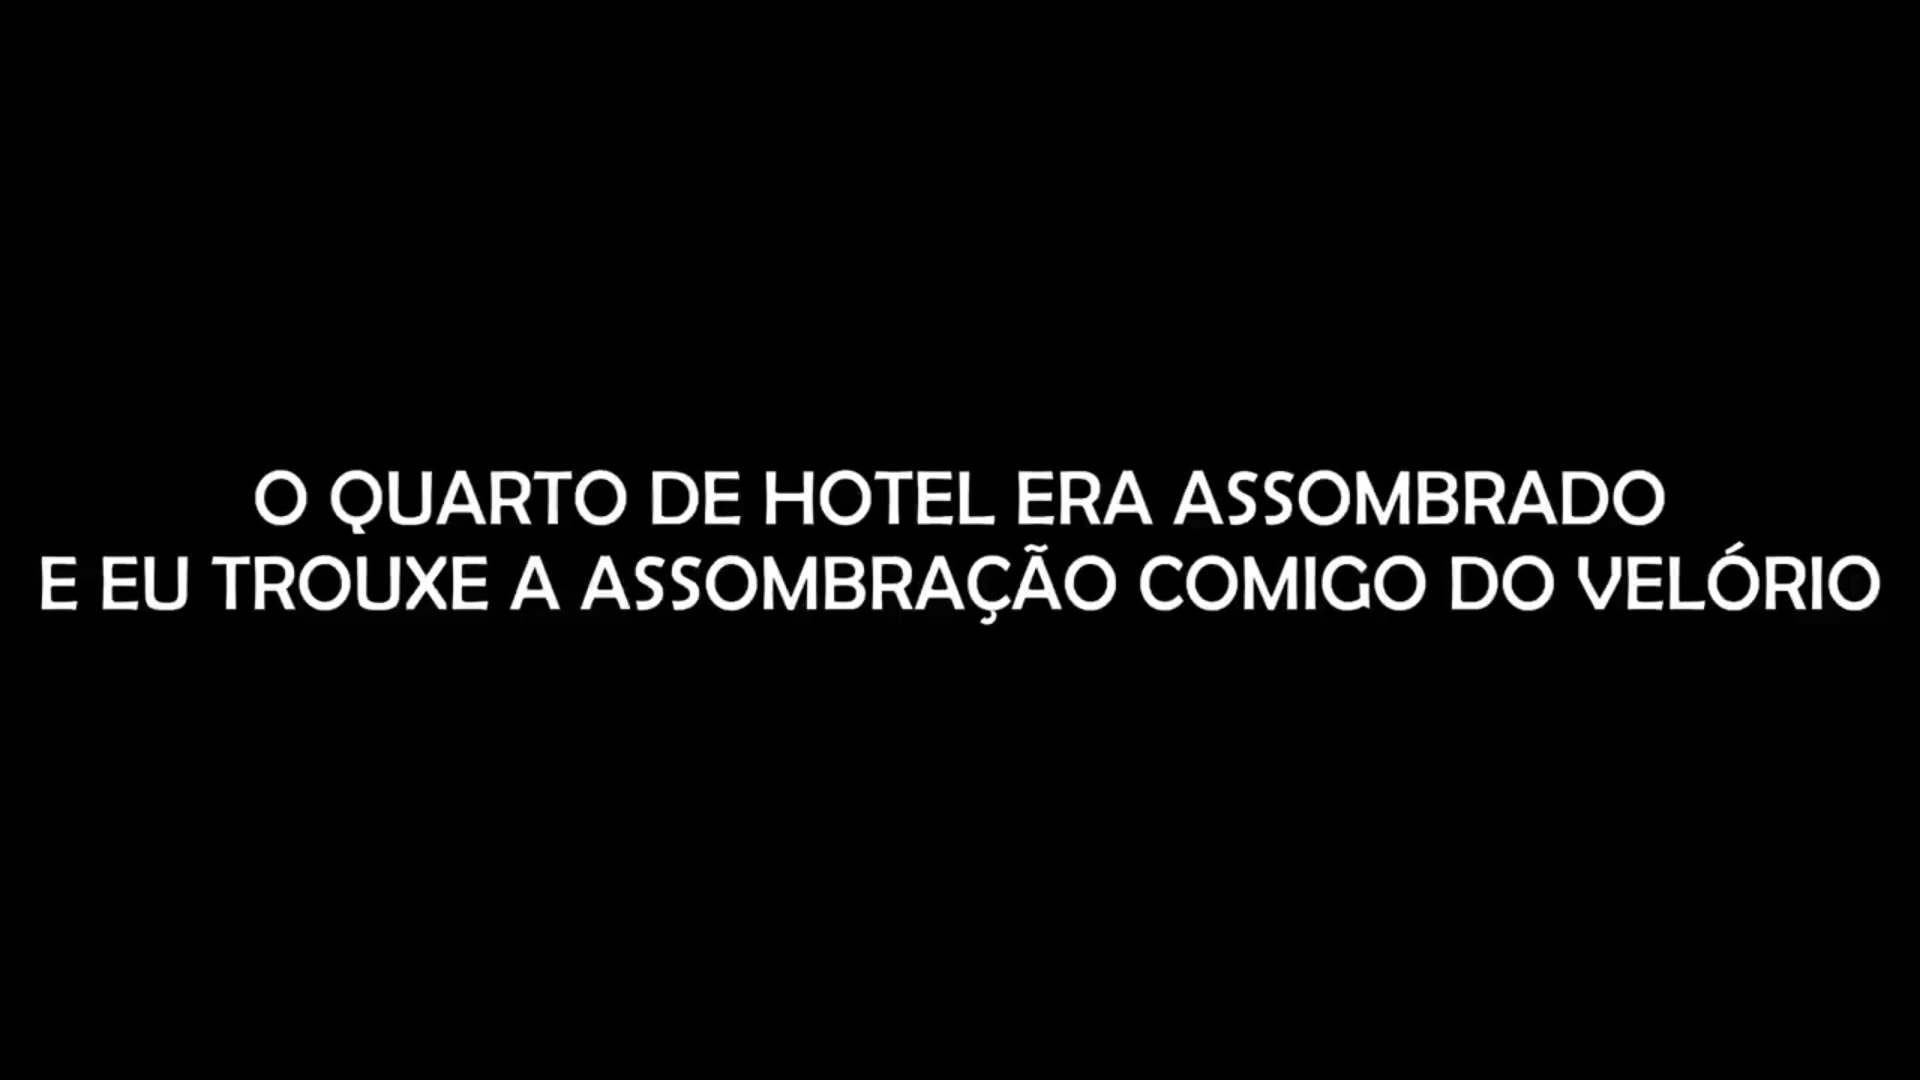 O QUARTO DE HOTEL ERA ASSOMBRADO
E EU TROUXE A ASSOMBRAÇÃO COMIGO DO VELÓRIO